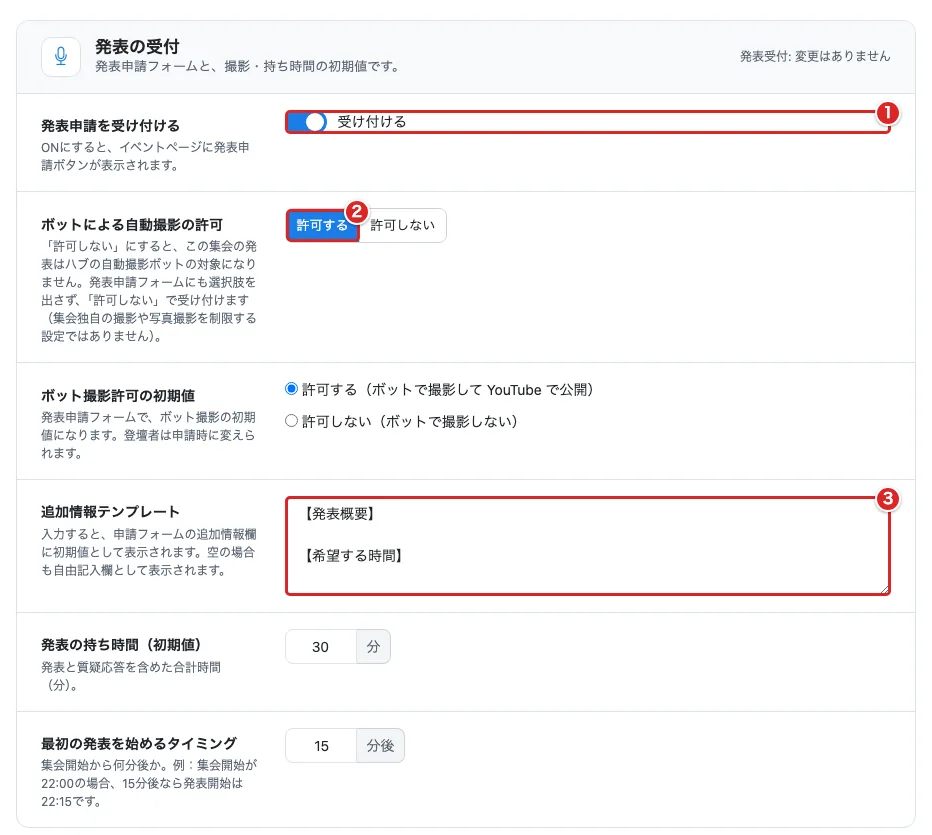 発表の受付
発表申請フォームと、撮影・持ち時間の初期値です。
発表受付: 変更はありません
発表申請を受け付ける
ONにすると、イベントページに発表申
請ボタンが表示されます。
受け付ける
1
ボットによる自動撮影の許可
「許可しない」にすると、この集会の発
表はハブの自動撮影ボットの対象になり
ません。発表申請フォームにも選択肢を
出さず、「許可しない」で受け付けます
（集会独自の撮影や写真撮影を制限する
設定ではありません）。
許可する
2
許可しない
ボット撮影許可の初期値
発表申請フォームで、ボット撮影の初期
値になります。登壇者は申請時に変えら
れます。
許可する（ボットで撮影して YouTube で公開）
許可しない（ボットで撮影しない）
追加情報テンプレート
入力すると、申請フォームの追加情報欄
に初期値として表示されます。空の場合
も自由記入欄として表示されます。
3
【発表概要】
【希望する時間】
発表の持ち時間（初期値）
発表と質疑応答を含めた合計時間
（分）。
30 分
最初の発表を始めるタイミング
集会開始から何分後か。例：集会開始が
22:00の場合、15分後なら発表開始は
22:15です。
15 分後